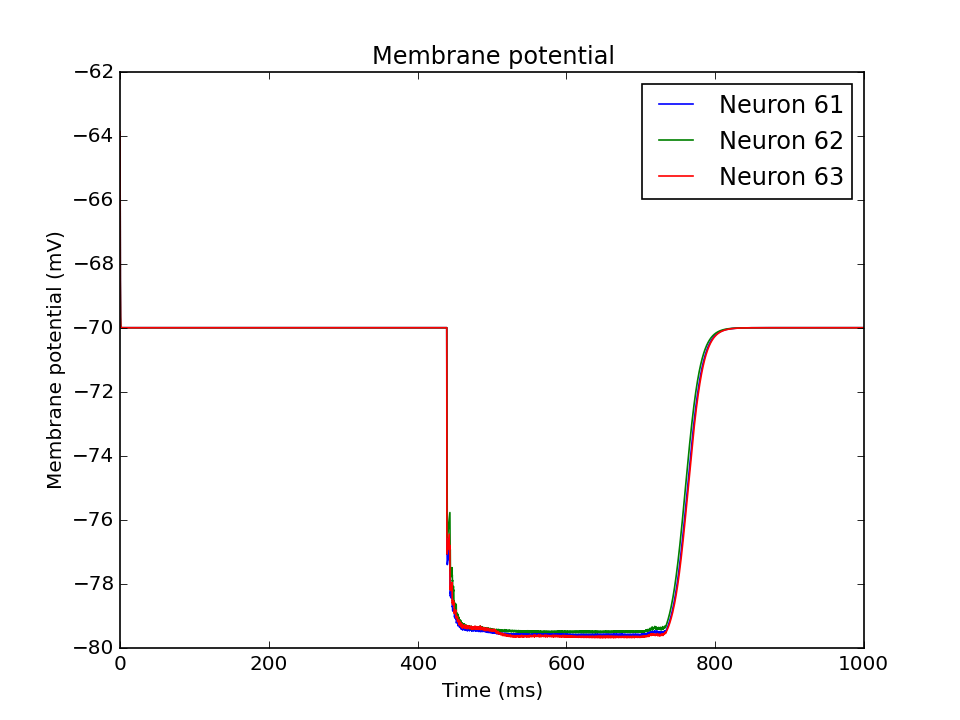 Membrane potential
Neuron 61
Neuron 62
Neuron 63
Membrane potential (mV)
−62
−64
−66
−68
−70
−72
−74
−76
−78
−80
0 200 400 600 800 1000
Time (ms)